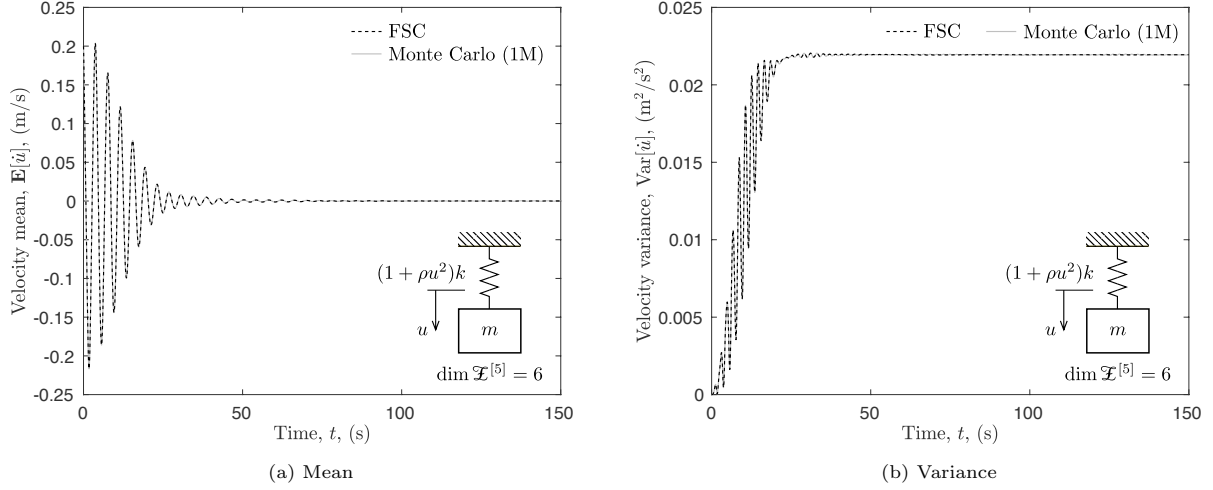 0.25
0.2
0.15
0.1
0.05
0
-0.05
-0.1
-0.15
-0.2
-0.25
Velocity mean, E[u̇], (m/s)
FSC
Monte Carlo (1M)
(1 + ρu²)k
u
m
dim 𝒵^[5] = 6
0 50 100 150
Time, t, (s)
(a) Mean
0.025
0.02
0.015
0.01
0.005
0
Velocity variance, Var[u̇], (m²/s²)
FSC Monte Carlo (1M)
(1 + ρu²)k
u
m
dim 𝒵^[5] = 6
0 50 100 150
Time, t, (s)
(b) Variance